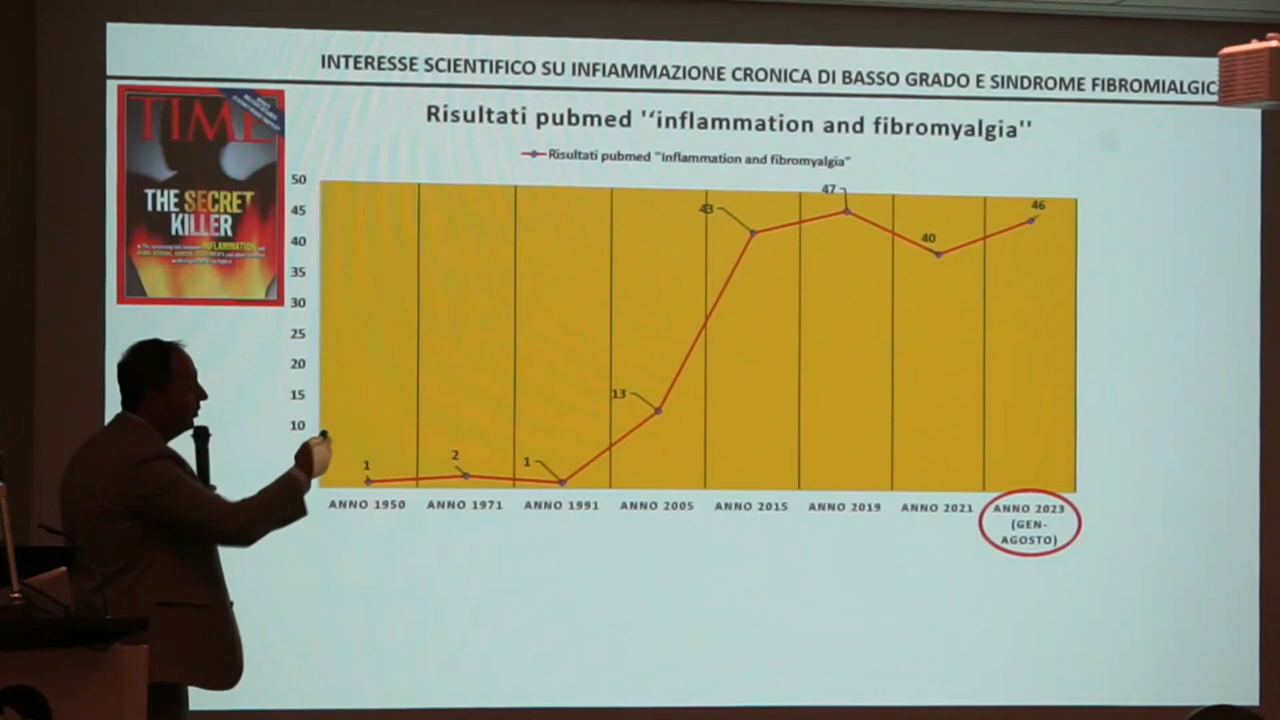 INTERESSE SCIENTIFICO SU INFIAMMAZIONE CRONICA DI BASSO GRADO E SINDROME FIBROMIALGIC
Risultati pubmed ''inflammation and fibromyalgia''
Risultati pubmed "Inflammation and fibromyalgia"
TIME
THE SECRET
KILLER
INFLAMMATION
50
45
40
35
30
25
20
15
10
1
2
1
13
43
47
40
46
ANNO 1950
ANNO 1971
ANNO 1991
ANNO 2005
ANNO 2015
ANNO 2019
ANNO 2021
ANNO 2023
(GEN-
AGOSTO)